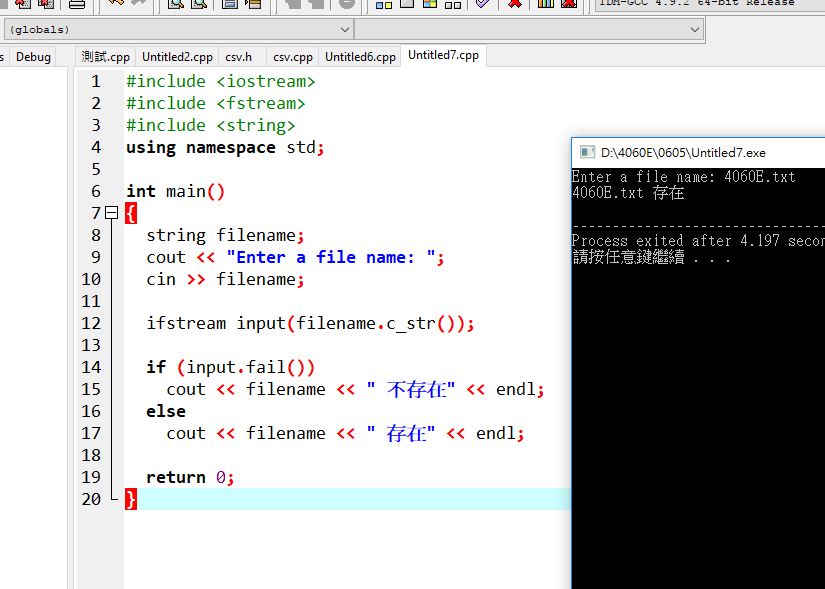 TDM-GCC 4.9.2 64-bit Release
(globals)
s Debug 測試.cpp Untitled2.cpp csv.h csv.cpp Untitled6.cpp Untitled7.cpp
1 #include <iostream>
2 #include <fstream>
3 #include <string>
4 using namespace std;
5
6 int main()
7 {
8 string filename;
9 cout << "Enter a file name: ";
10 cin >> filename;
11
12 ifstream input(filename.c_str());
13
14 if (input.fail())
15 cout << filename << " 不存在" << endl;
16 else
17 cout << filename << " 存在" << endl;
18
19 return 0;
20 }
D:\4060E\0605\Untitled7.exe
Enter a file name: 4060E.txt
4060E.txt 存在
--------------------------------
Process exited after 4.197 secon
請按任意鍵繼續 . . .